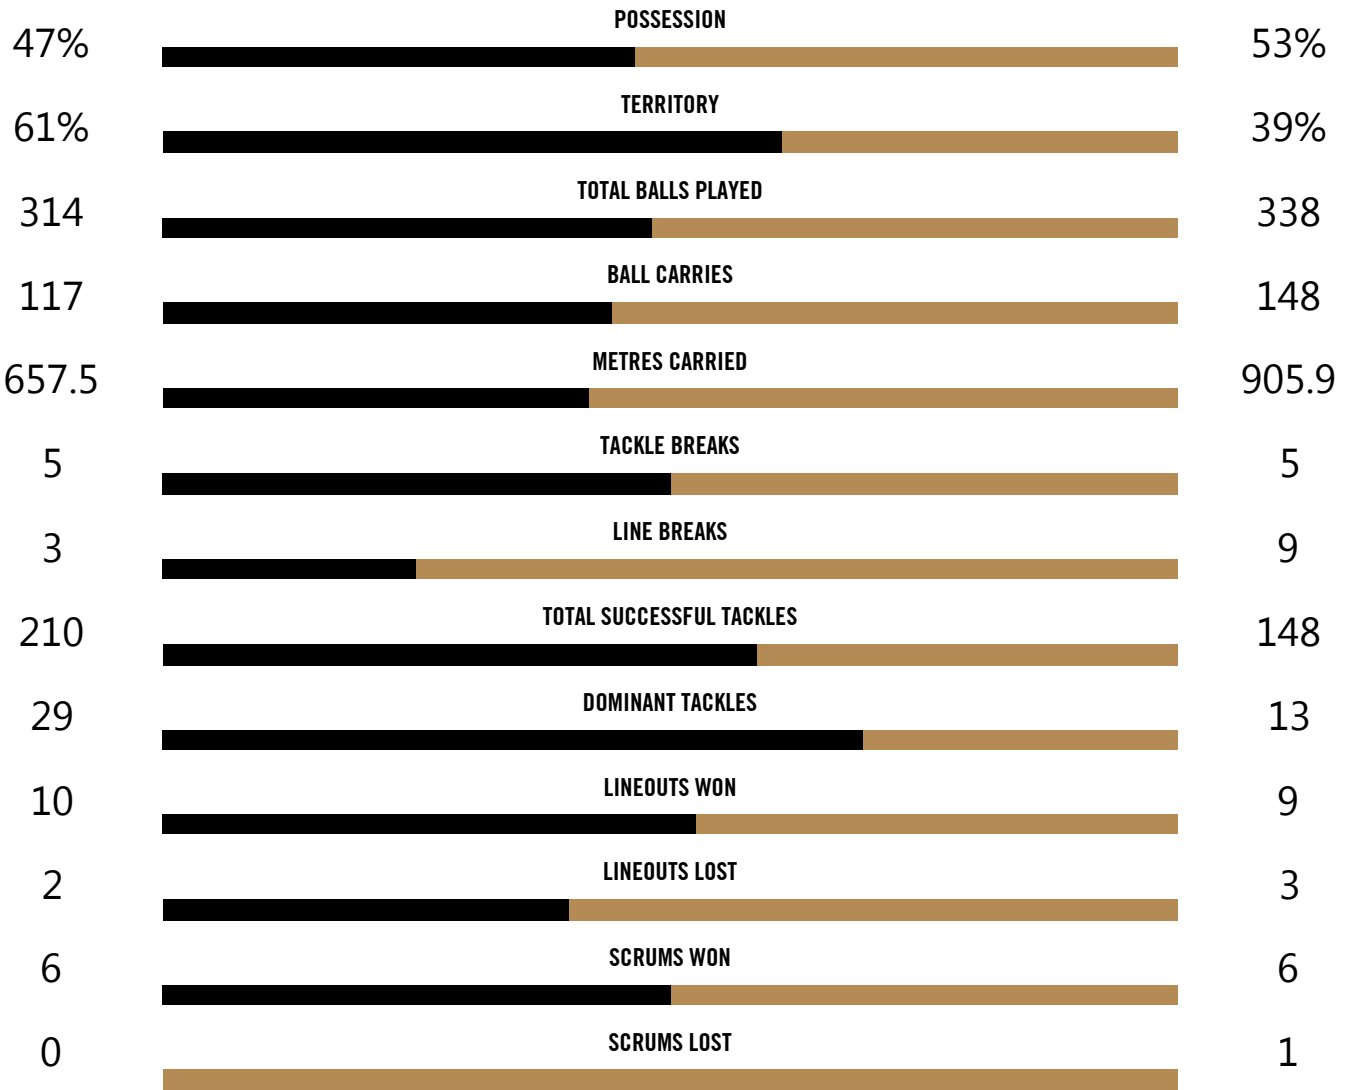 POSSESSION
47% 53%
TERRITORY
61% 39%
TOTAL BALLS PLAYED
314 338
BALL CARRIES
117 148
METRES CARRIED
657.5 905.9
TACKLE BREAKS
5 5
LINE BREAKS
3 9
TOTAL SUCCESSFUL TACKLES
210 148
DOMINANT TACKLES
29 13
LINEOUTS WON
10 9
LINEOUTS LOST
2 3
SCRUMS WON
6 6
SCRUMS LOST
0 1